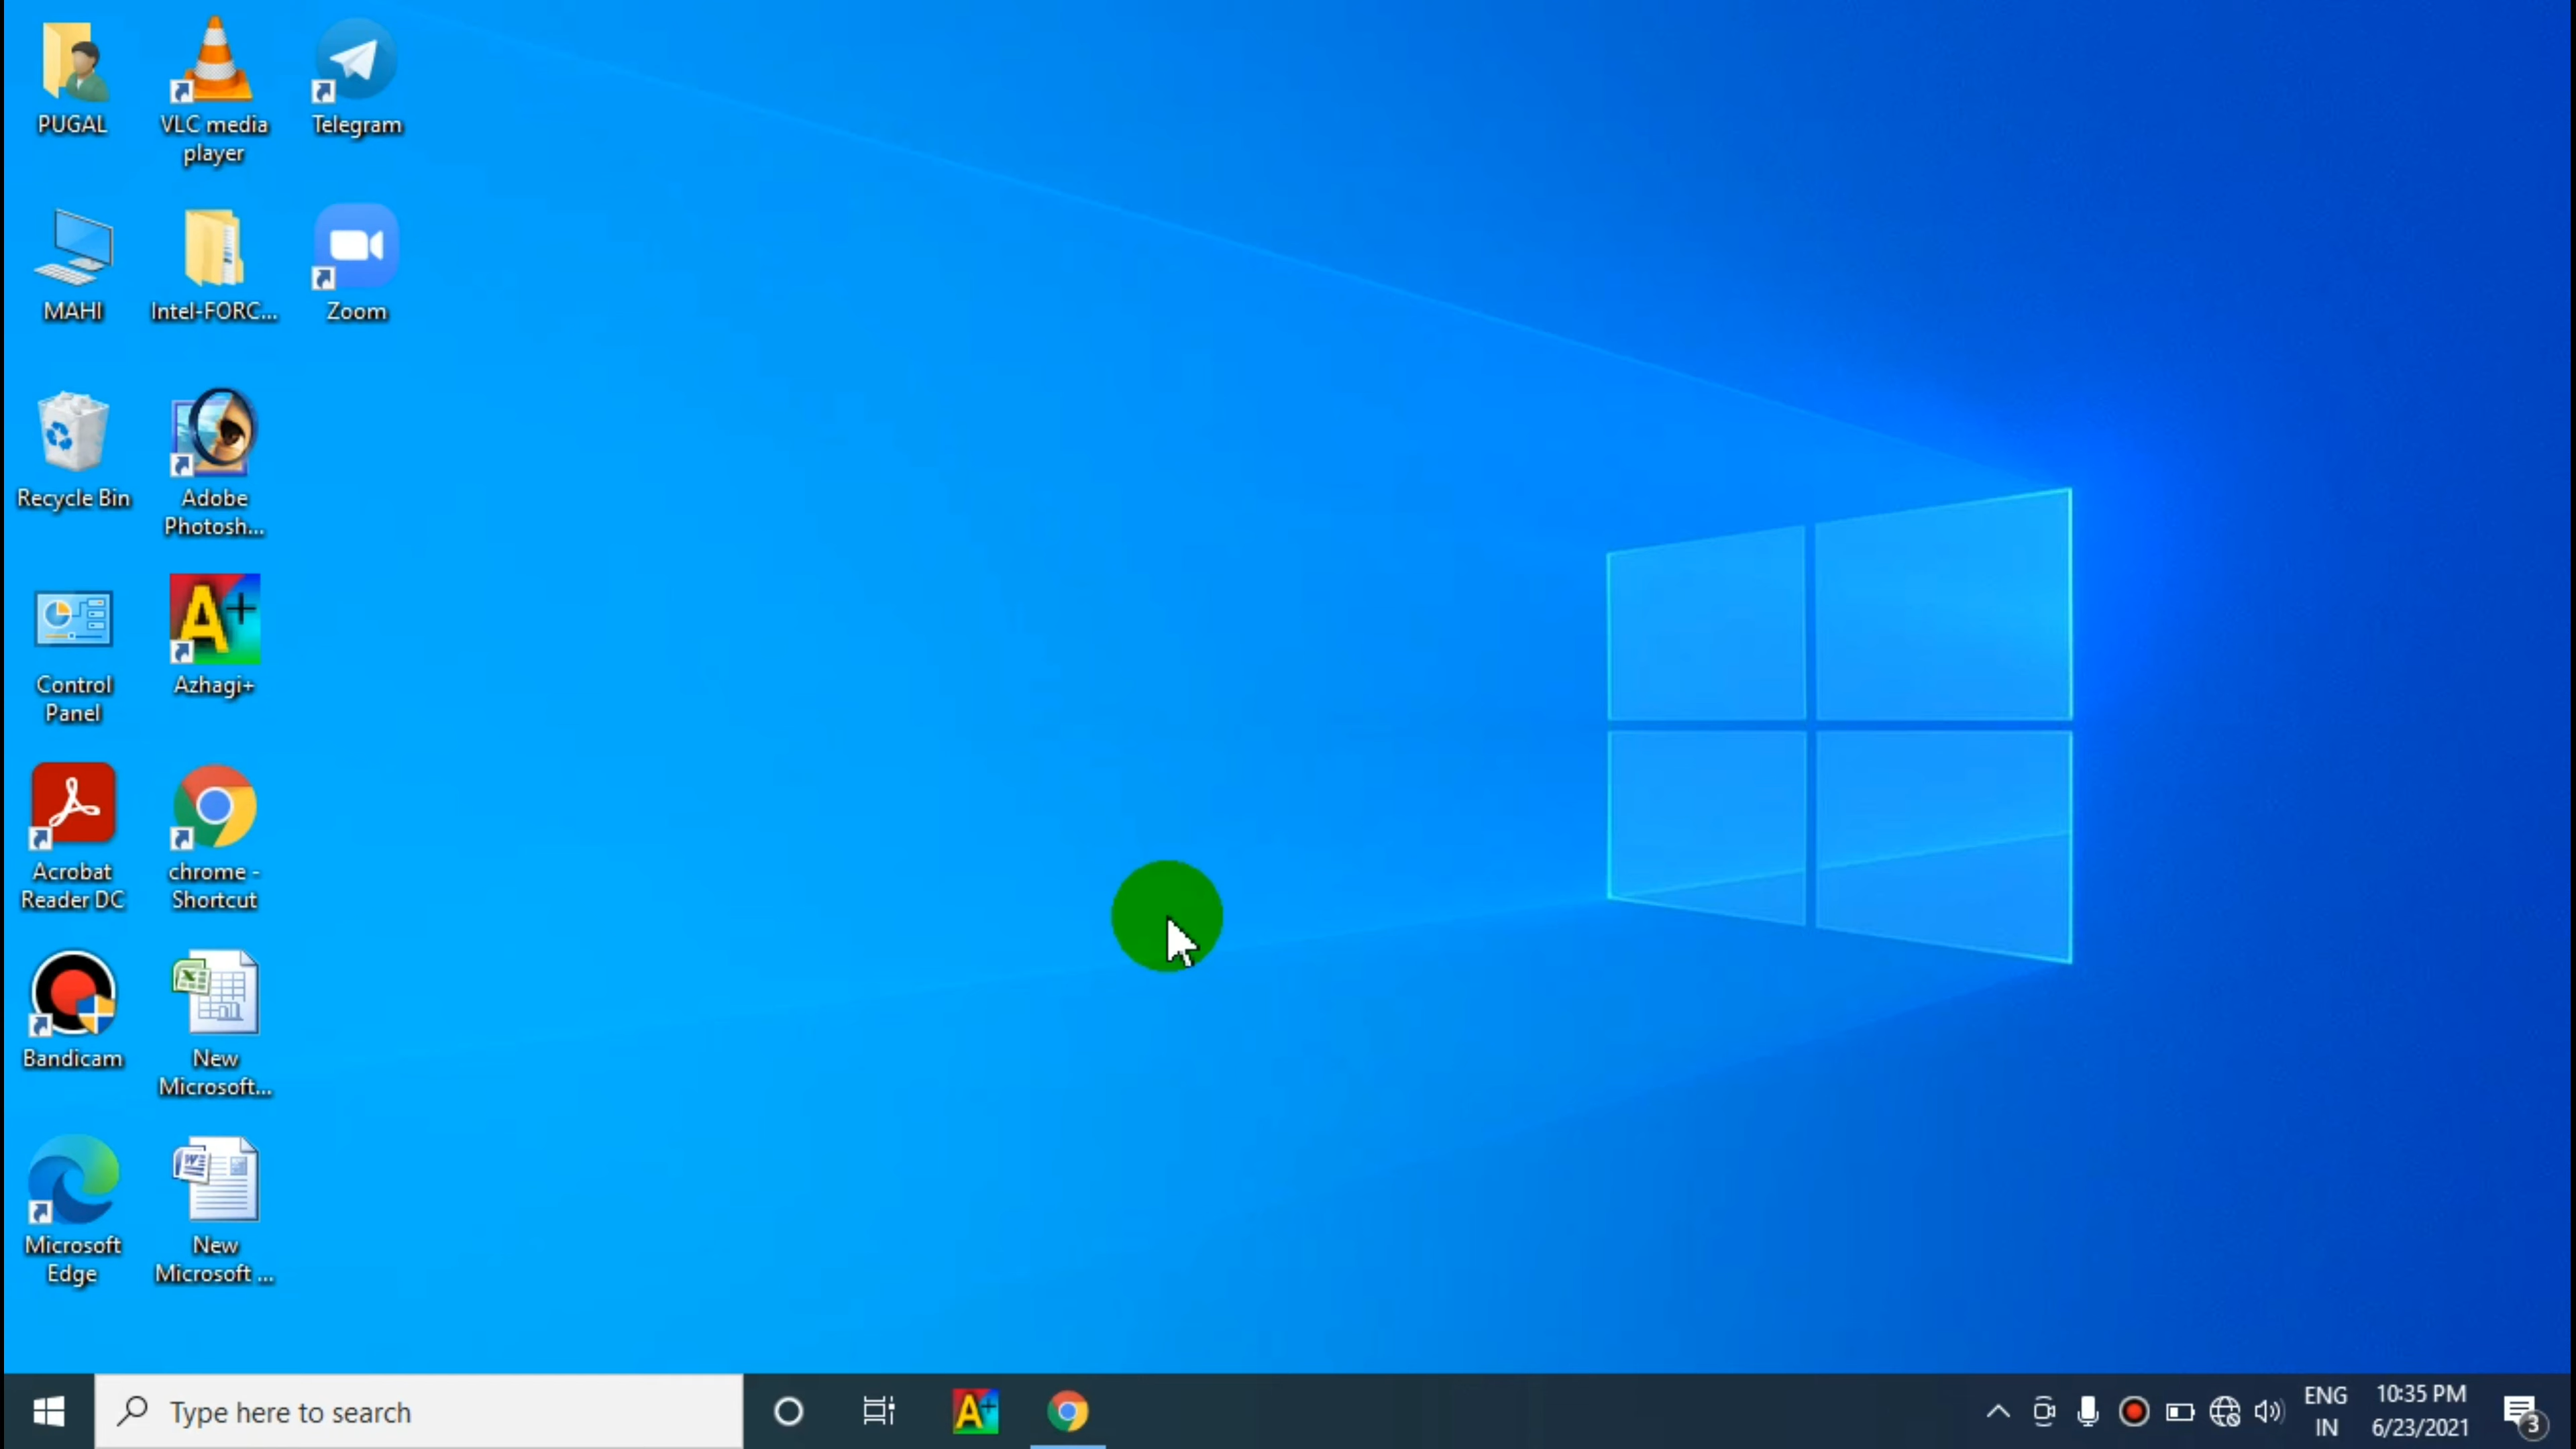 PUGAL
VLC media
player
Telegram
MAHI
Intel-FORC...
Zoom
Recycle Bin
Adobe
Photosh...
Control
Panel
A+
Azhagi+
Acrobat
Reader DC
chrome -
Shortcut
Bandicam
New
Microsoft...
Microsoft
Edge
New
Microsoft ...
Type here to search
A+
ENG
IN
10:35 PM
6/23/2021
3